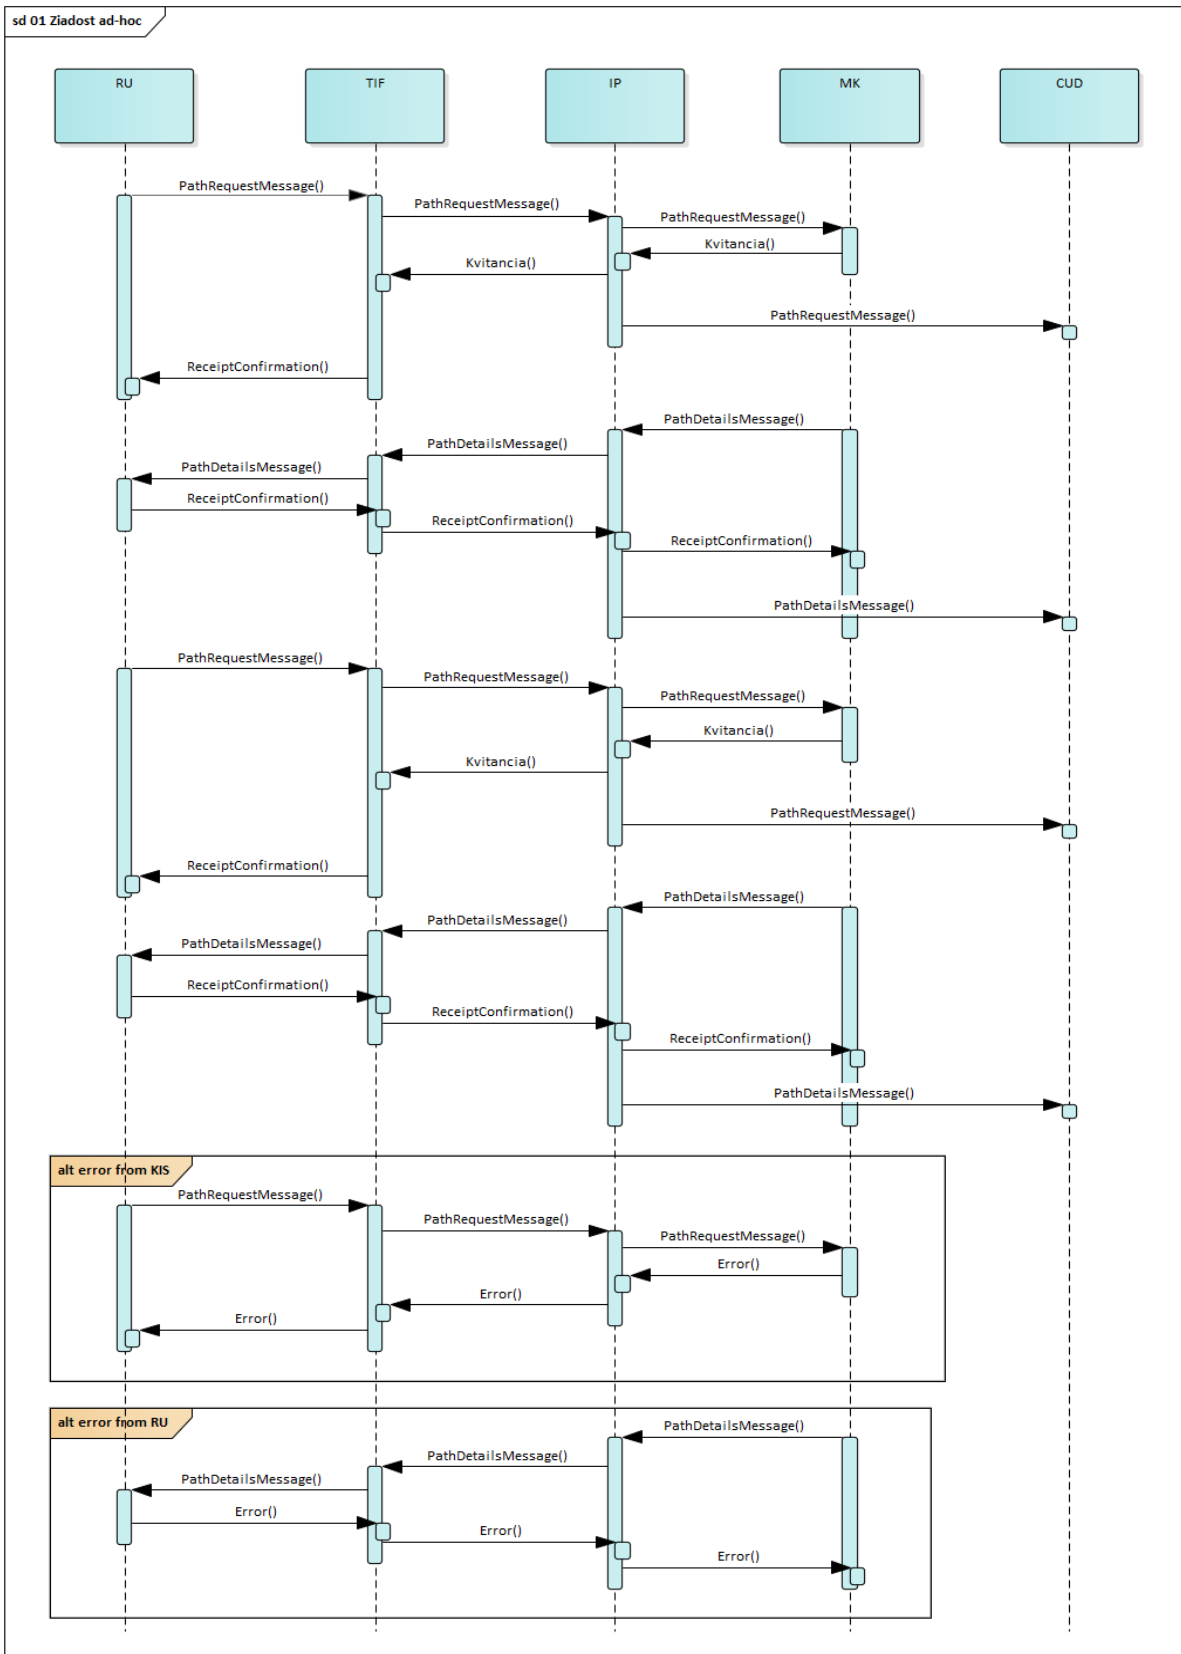 sd 01 Ziadost ad-hoc
RU
TIF
IP
MK
CUD
PathRequestMessage()
PathRequestMessage()
PathRequestMessage()
Kvitancia()
Kvitancia()
PathRequestMessage()
ReceiptConfirmation()
PathDetailsMessage()
PathDetailsMessage()
PathDetailsMessage()
ReceiptConfirmation()
ReceiptConfirmation()
ReceiptConfirmation()
PathDetailsMessage()
PathRequestMessage()
PathRequestMessage()
PathRequestMessage()
Kvitancia()
Kvitancia()
PathRequestMessage()
ReceiptConfirmation()
PathDetailsMessage()
PathDetailsMessage()
PathDetailsMessage()
ReceiptConfirmation()
ReceiptConfirmation()
ReceiptConfirmation()
PathDetailsMessage()
alt error from KIS
PathRequestMessage()
PathRequestMessage()
PathRequestMessage()
Error()
Error()
Error()
alt error from RU
PathDetailsMessage()
PathDetailsMessage()
PathDetailsMessage()
Error()
Error()
Error()